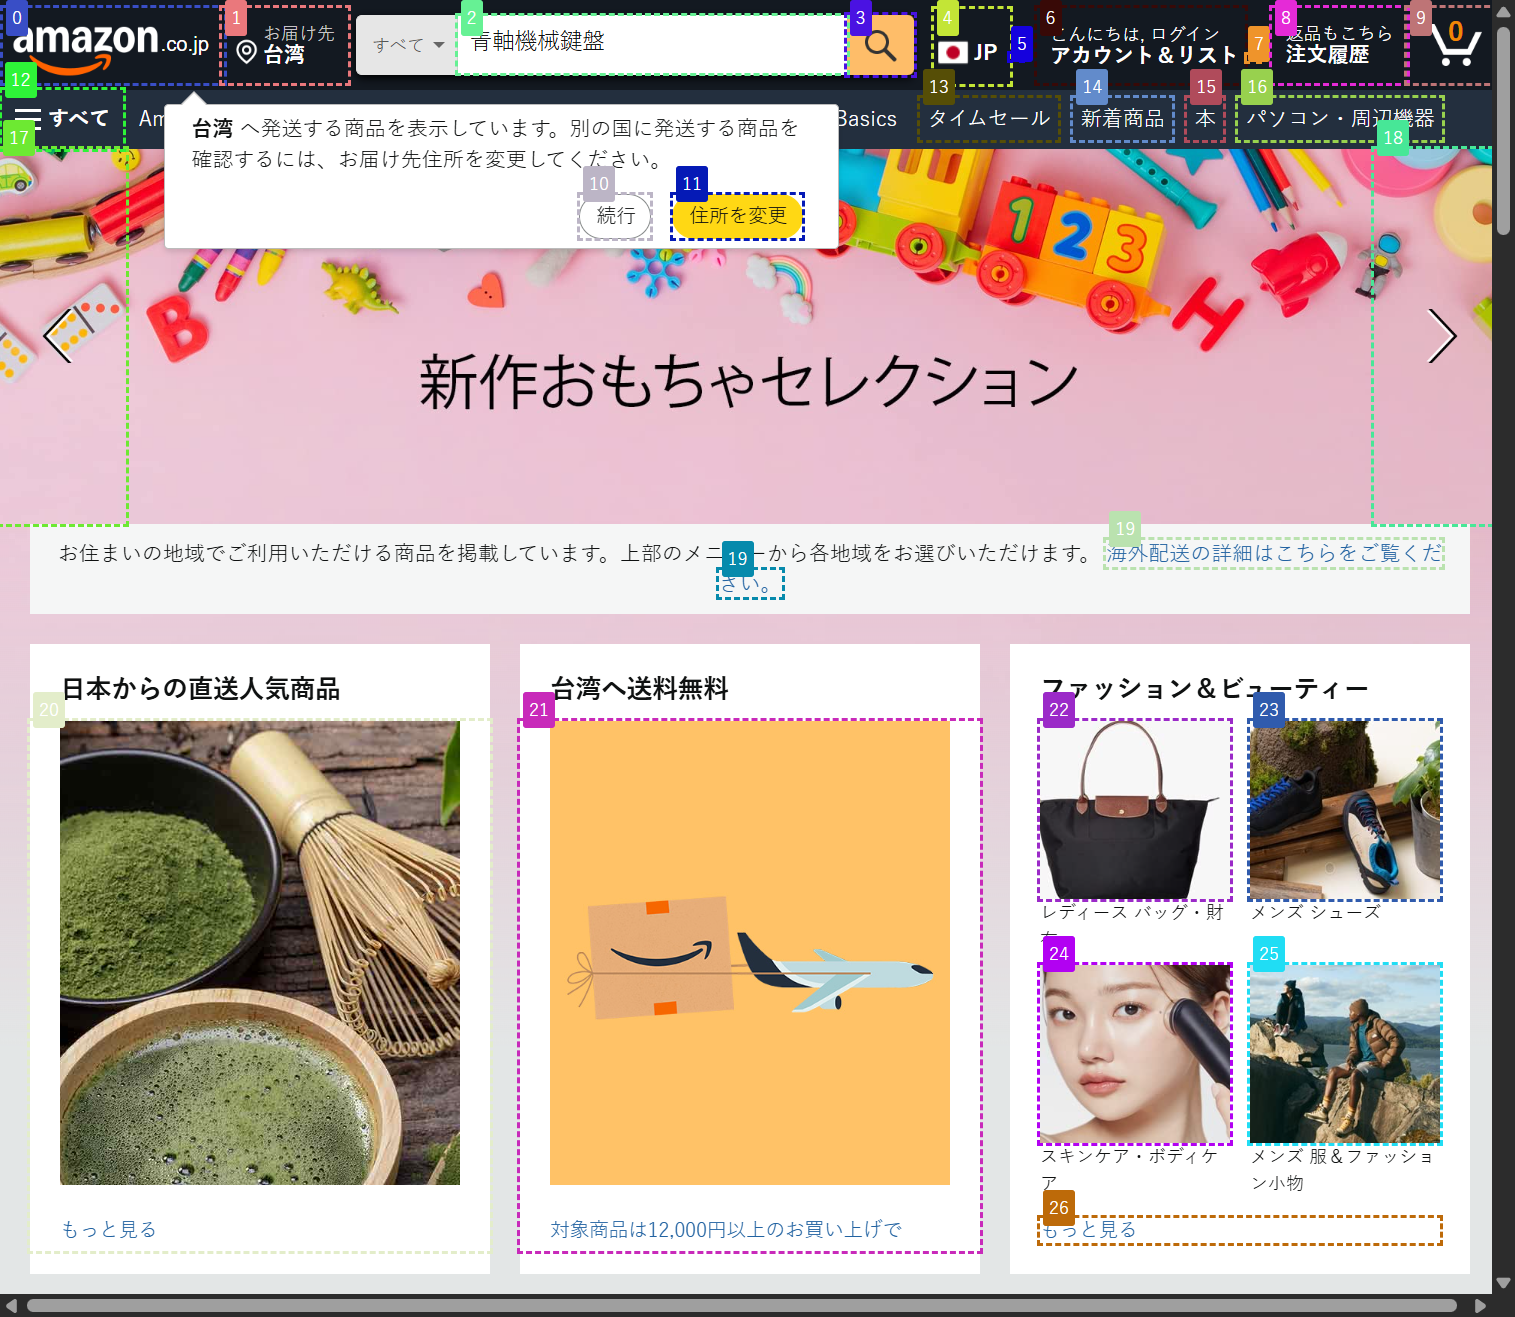 amazon.co.jp
お届け先
台湾
すべて
青軸機械鍵盤
JP
こんにちは, ログイン
アカウント＆リスト
返品もこちら
注文履歴
0
すべて
Am
Basics
タイムセール
新着商品
本
パソコン・周辺機器
台湾 へ発送する商品を表示しています。別の国に発送する商品を
確認するには、お届け先住所を変更してください。
続行
住所を変更
1 2 3
B
H
新作おもちゃセレクション
お住まいの地域でご利用いただける商品を掲載しています。上部のメニューから各地域をお選びいただけます。 海外配送の詳細はこちらをご覧くだ
さい。
日本からの直送人気商品
もっと見る
台湾へ送料無料
対象商品は12,000円以上のお買い上げで
ファッション＆ビューティー
レディース バッグ・財
布
メンズ シューズ
スキンケア・ボディケ
ア
メンズ 服＆ファッショ
ン小物
もっと見る
0
1
2
3
4
5
6
7
8
9
10
11
12
13
14
15
16
17
18
19
19
20
21
22
23
24
25
26